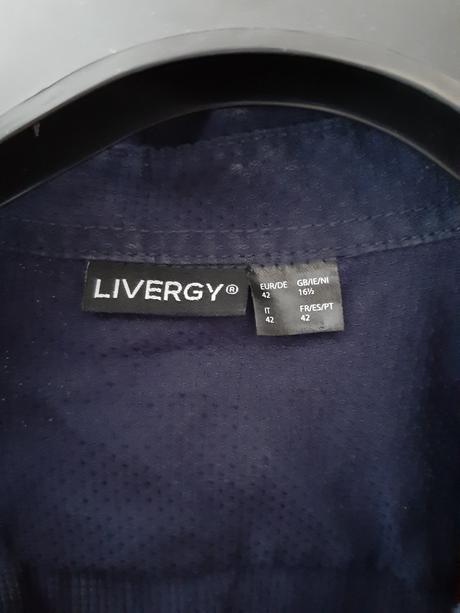 LIVERGY®
EUR/DE GB/IE/NI
42 16½
IT FR/ES/PT
42 42